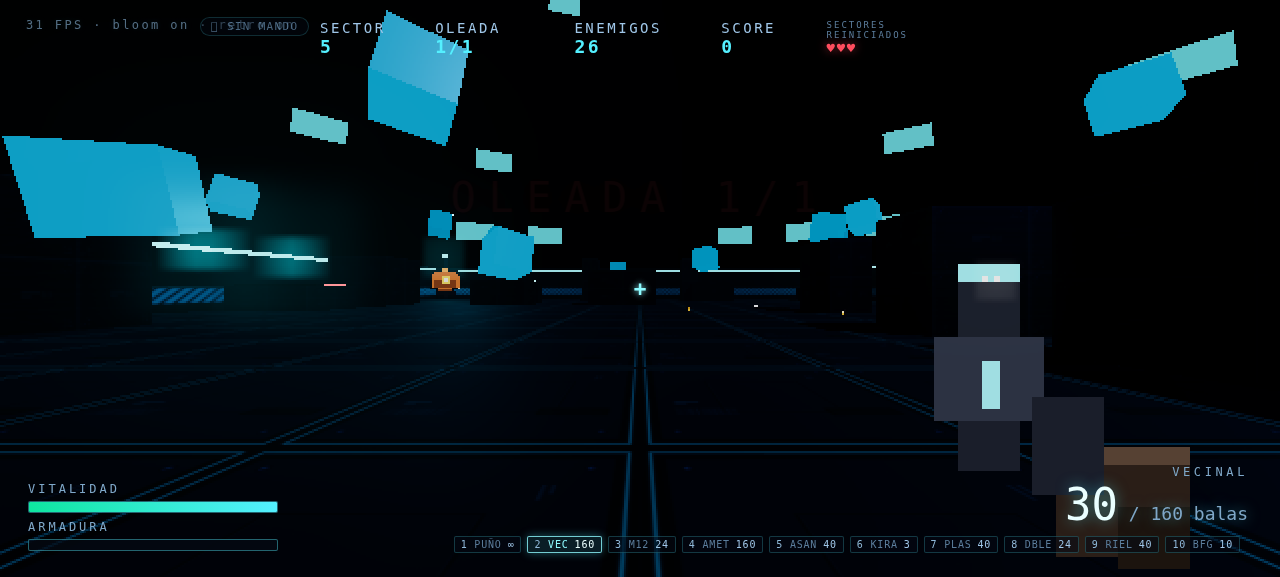 31 FPS · bloom on
SIN MANDO
SECTOR
5
OLEADA
1/1
ENEMIGOS
26
SCORE
0
SECTORES
REINICIADOS
♥♥♥
OLEADA 1/1
VITALIDAD
ARMADURA
VECINAL
30 / 160 balas
1 PUÑO ∞ 2 VEC 160 3 M12 24 4 AMET 160 5 ASAN 40 6 KIRA 3 7 PLAS 40 8 DBLE 24 9 RIEL 40 10 BFG 10